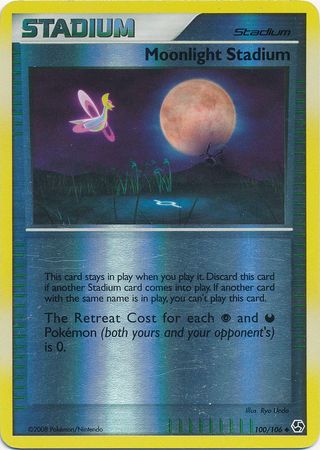 STADIUM
Stadium
Moonlight Stadium
This card stays in play when you play it. Discard this card
if another Stadium card comes into play. If another card
with the same name is in play, you can't play this card.
The Retreat Cost for each and
Pokémon (both yours and your opponent's)
is 0.
Illus. Ryo Ueda
©2008 Pokémon/Nintendo
100/106